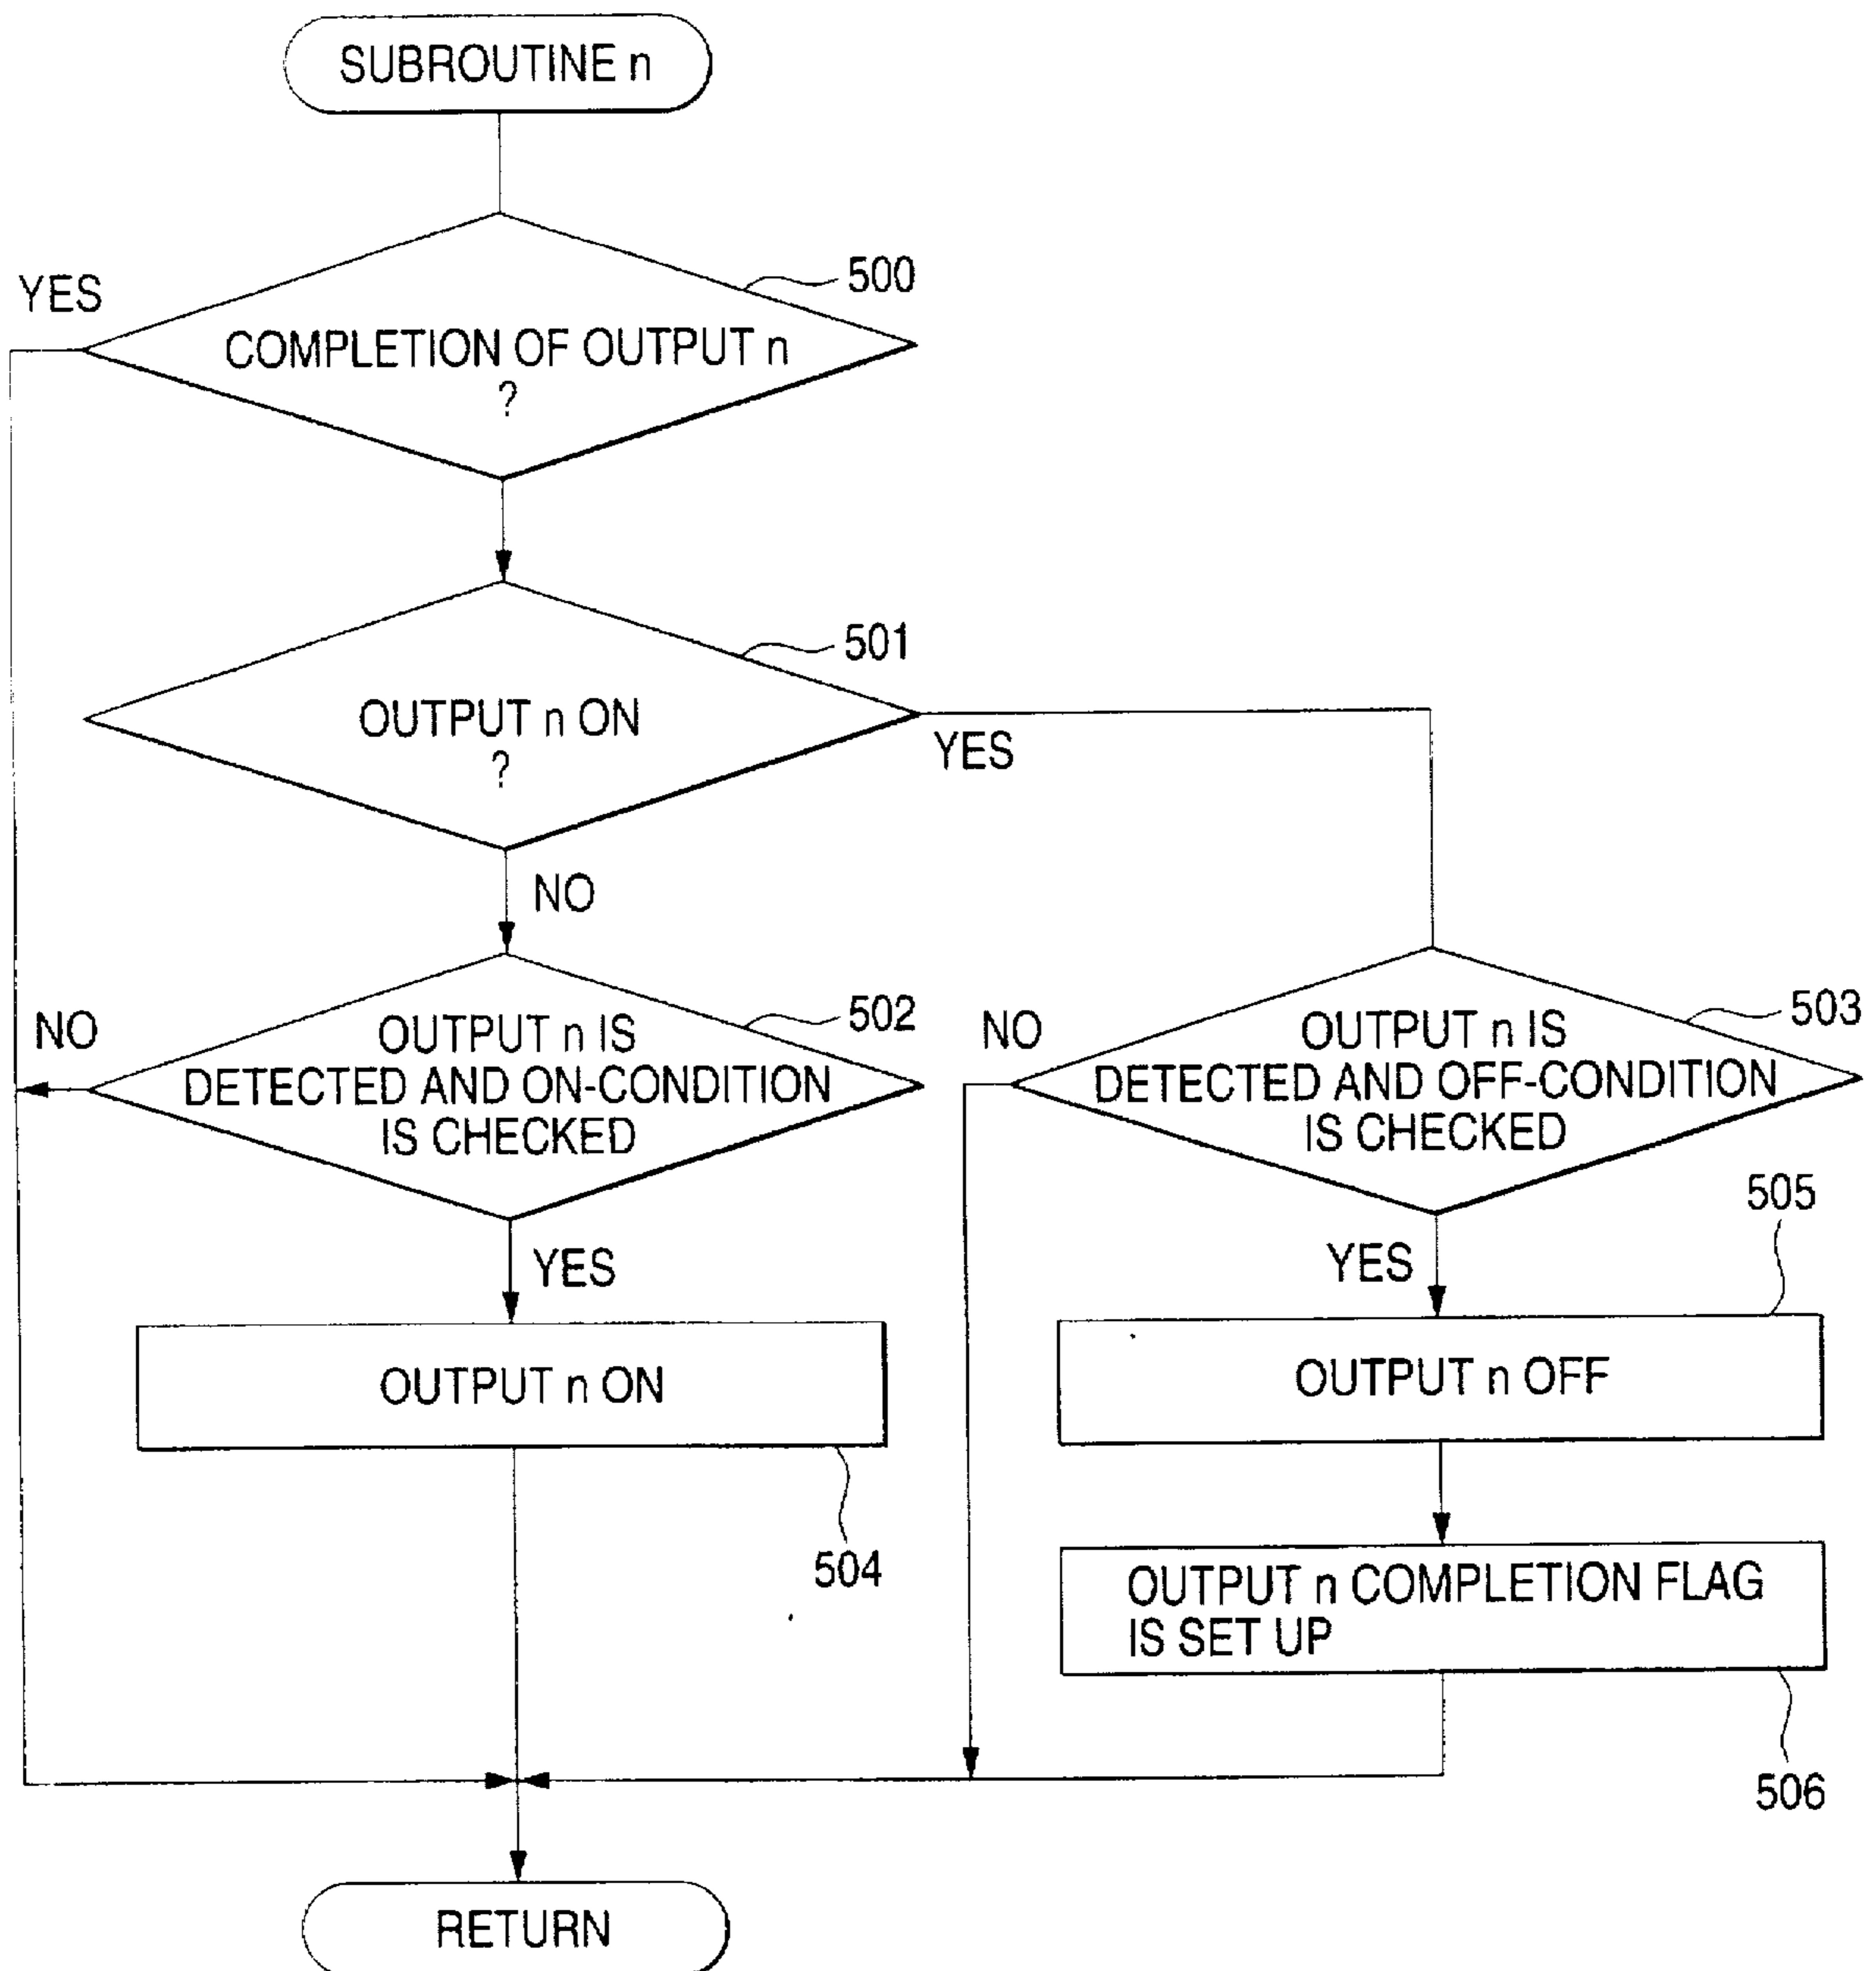 SUBROUTINE n
500
YES
COMPLETION OF OUTPUT n
?
501
OUTPUT n ON
?
YES
NO
502
NO
OUTPUT n IS
DETECTED AND ON-CONDITION
IS CHECKED
503
NO
OUTPUT n IS
DETECTED AND OFF-CONDITION
IS CHECKED
505
YES
YES
OUTPUT n ON
OUTPUT n OFF
504
OUTPUT n COMPLETION FLAG
IS SET UP
506
RETURN